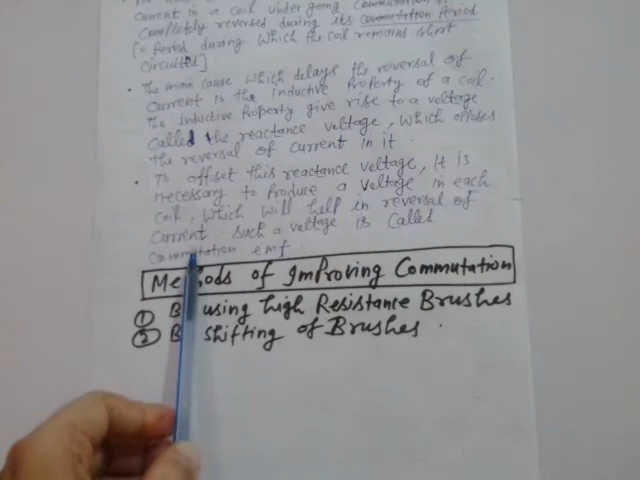 current in a coil under going Commutation is
Completely reversed during its commutation Period
[= Period during which the coil remains short
circuited]
• The main cause which delays the reversal of
current is the inductive Property of a coil.
The inductive Property give rise to a voltage
called the reactance voltage, which opposes
the reversal of current in it.
• To offset this reactance voltage, it is
necessary to Produce a voltage in each
coil, which will help in reversal of
current. Such a voltage is called
Commutation emf.
Methods of Improving Commutation
① By using high Resistance Brushes
② By shifting of Brushes.